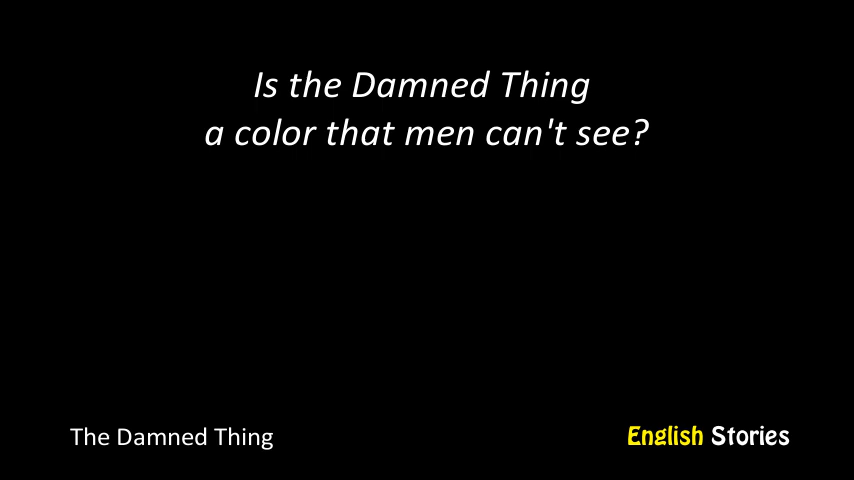 Is the Damned Thing
a color that men can't see?
The Damned Thing
English Stories